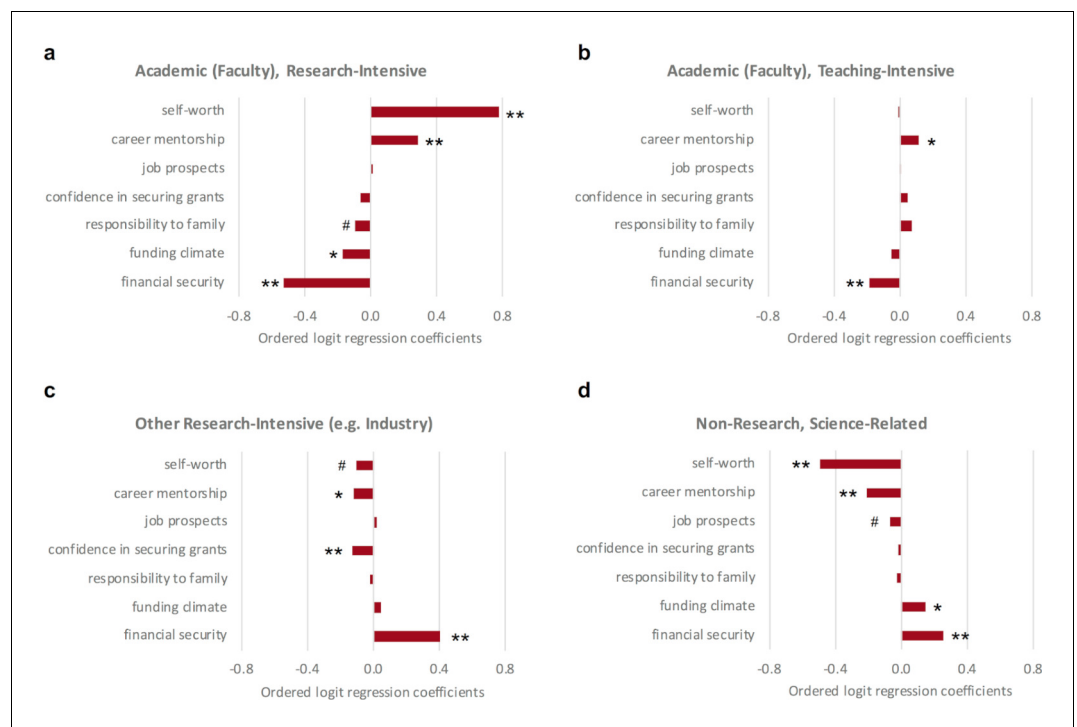 a
Academic (Faculty), Research-Intensive
self-worth **
career mentorship **
job prospects
confidence in securing grants
responsibility to family #
funding climate *
financial security **
-0.8 -0.4 0.0 0.4 0.8
Ordered logit regression coefficients
b
Academic (Faculty), Teaching-Intensive
self-worth
career mentorship *
job prospects
confidence in securing grants
responsibility to family
funding climate
financial security **
-0.8 -0.4 0.0 0.4 0.8
Ordered logit regression coefficients
c
Other Research-Intensive (e.g. Industry)
self-worth #
career mentorship *
job prospects
confidence in securing grants **
responsibility to family
funding climate
financial security **
-0.8 -0.4 0.0 0.4 0.8
Ordered logit regression coefficients
d
Non-Research, Science-Related
self-worth **
career mentorship **
job prospects #
confidence in securing grants
responsibility to family
funding climate *
financial security **
-0.8 -0.4 0.0 0.4 0.8
Ordered logit regression coefficients